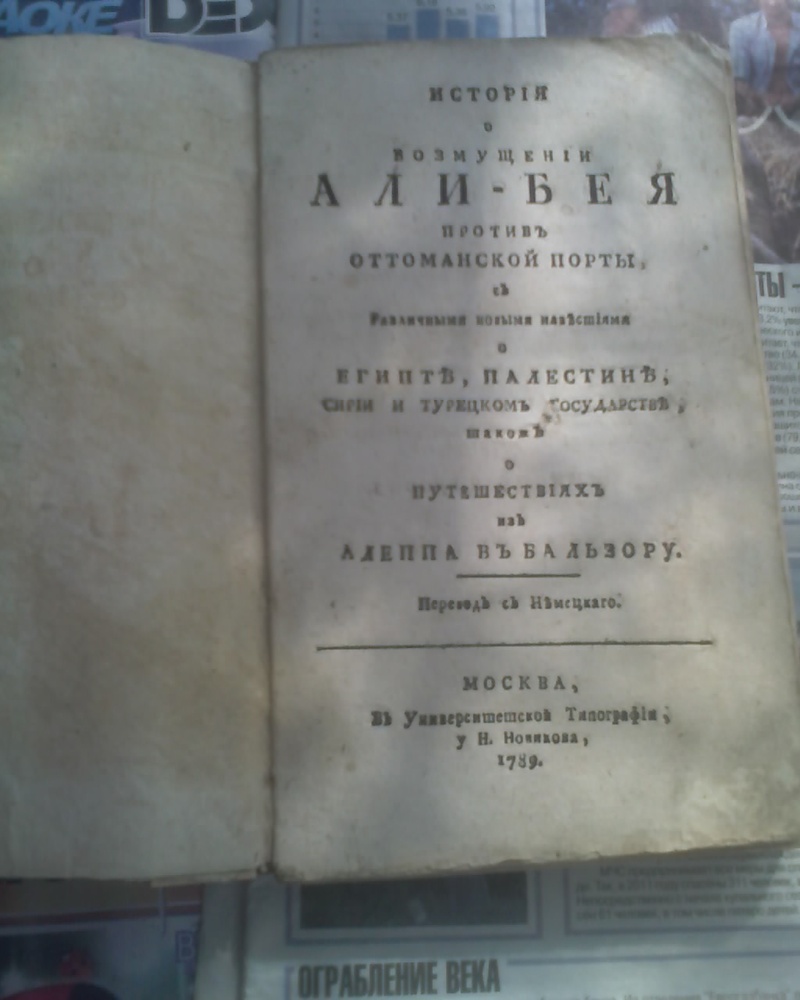 AOKE
ИСТОРІЯ
О
ВОЗМУЩЕНІИ
АЛИ-БЕЯ
ПРОТИВЪ
ОТТОМАНСКОЙ ПОРТЫ,
съ
Различными новыми извѣстіями
О
ЕГИПТѢ, ПАЛЕСТИНѢ,
СИРІИ И ТУРЕЦКОМЪ ГОСУДАРСТВѢ,
такожъ
О
ПУТЕШЕСТВІЯХЪ
изъ
АЛЕППА ВЪ БАЛЬЗОРУ.
Переводъ съ Нѣмецкаго.
МОСКВА,
Въ Университетской Типографіи,
у Н. Новикова,
1789.
ОГРАБЛЕНИЕ ВЕКА